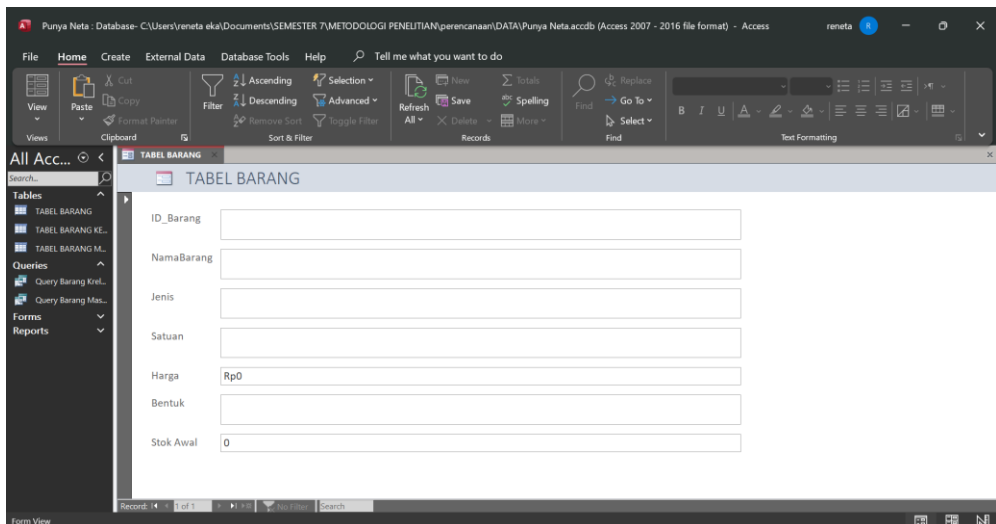 Punya Neta : Database- C:\Users\reneta eka\Documents\SEMESTER 7\METODOLOGI PENELITIAN\perencanaan\DATA\Punya Neta.accdb (Access 2007 - 2016 file format) - Access reneta R
File Home Create External Data Database Tools Help Tell me what you want to do
View Paste Cut Copy Format Painter
Filter Ascending Descending Remove Sort Selection Advanced Toggle Filter
Refresh All New Save Delete Totals Spelling More
Find Replace Go To Select
B I U A
Views Clipboard Sort & Filter Records Find Text Formatting
All Acc...
Search...
Tables
TABEL BARANG
TABEL BARANG KE...
TABEL BARANG M...
Queries
Query Barang Krel...
Query Barang Mas...
Forms
Reports
TABEL BARANG
TABEL BARANG
ID_Barang
NamaBarang
Jenis
Satuan
Harga Rp0
Bentuk
Stok Awal 0
Record: 1 of 1 No Filter Search
Form View